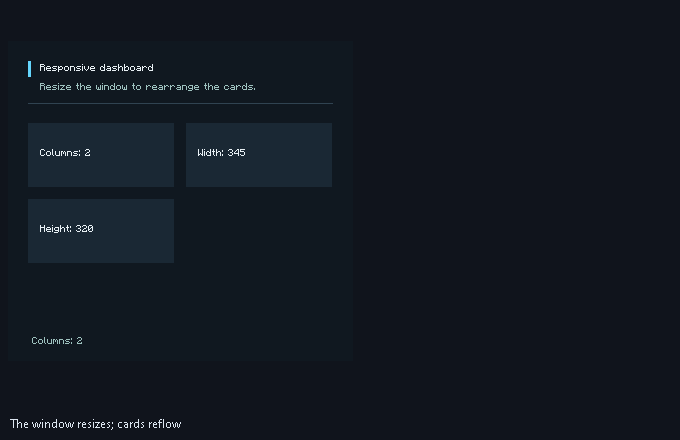 Responsive dashboard
Resize the window to rearrange the cards.
Columns: 2
Width: 345
Height: 320
Columns: 2
The window resizes; cards reflow